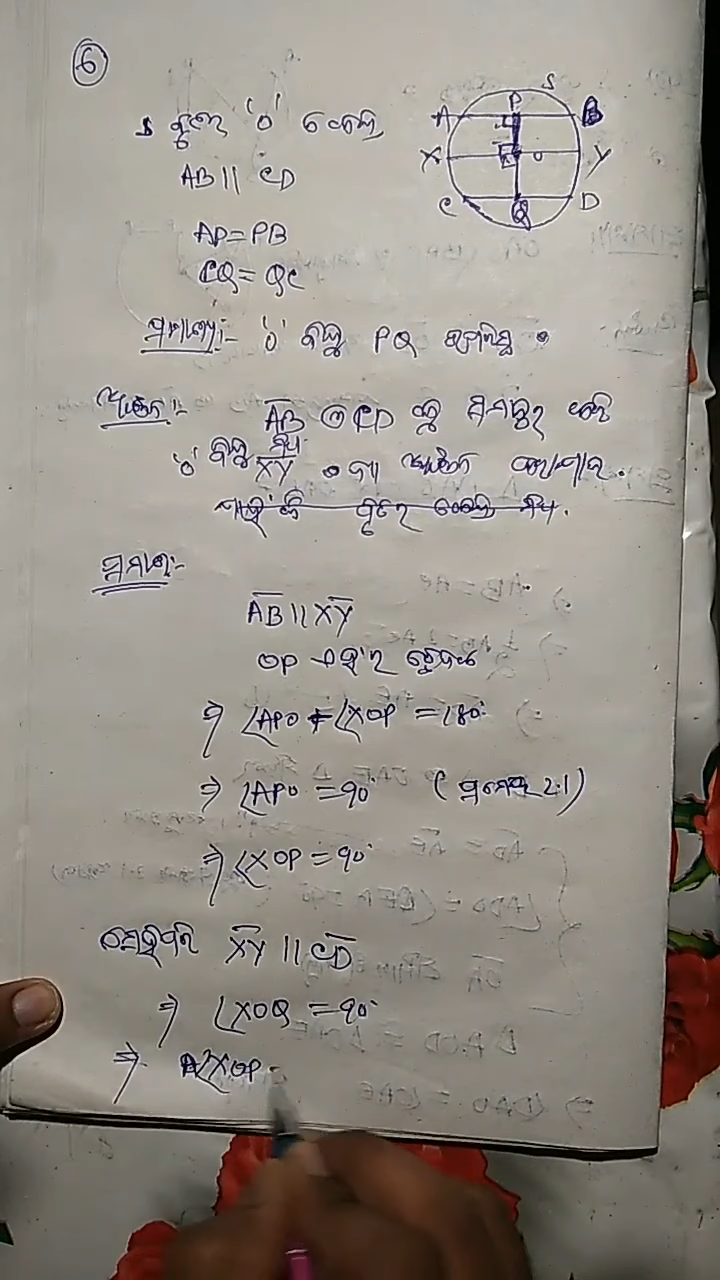 6
S ବୃତ୍ତର 'O' କେନ୍ଦ୍ର
AB || CD
AP = PB
CQ = QC
ପ୍ରାମାଣ୍ୟ:- 'O' ବିନ୍ଦୁ PQ ଉପରିସ୍ଥ
ଅଙ୍କନ:- AB ଓ CD କୁ ସମାନ୍ତର କରି
'O' ବିନ୍ଦୁ ମଧ୍ୟ XY ଅଙ୍କନ କରାଯାଉ.
ପ୍ରମାଣ:-
AB || XY
OP ଏକ ଛେଦକ
⇒ ∠APO + ∠XOP = 180°
⇒ ∠APO = 90° (ପ୍ରମେୟ 2.1)
⇒ ∠XOP = 90°
ସେହିପରି XY || CD
⇒ ∠XOQ = 90°
⇒ ∠XOP
S
A P B
X O Y
C Q D